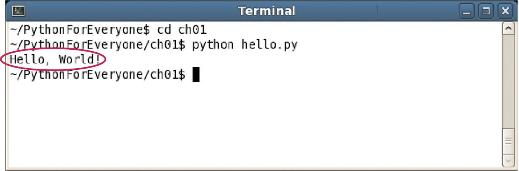 Terminal
~/PythonForEveryone$ cd ch01
~/PythonForEveryone/ch01$ python hello.py
Hello, World!
~/PythonForEveryone/ch01$